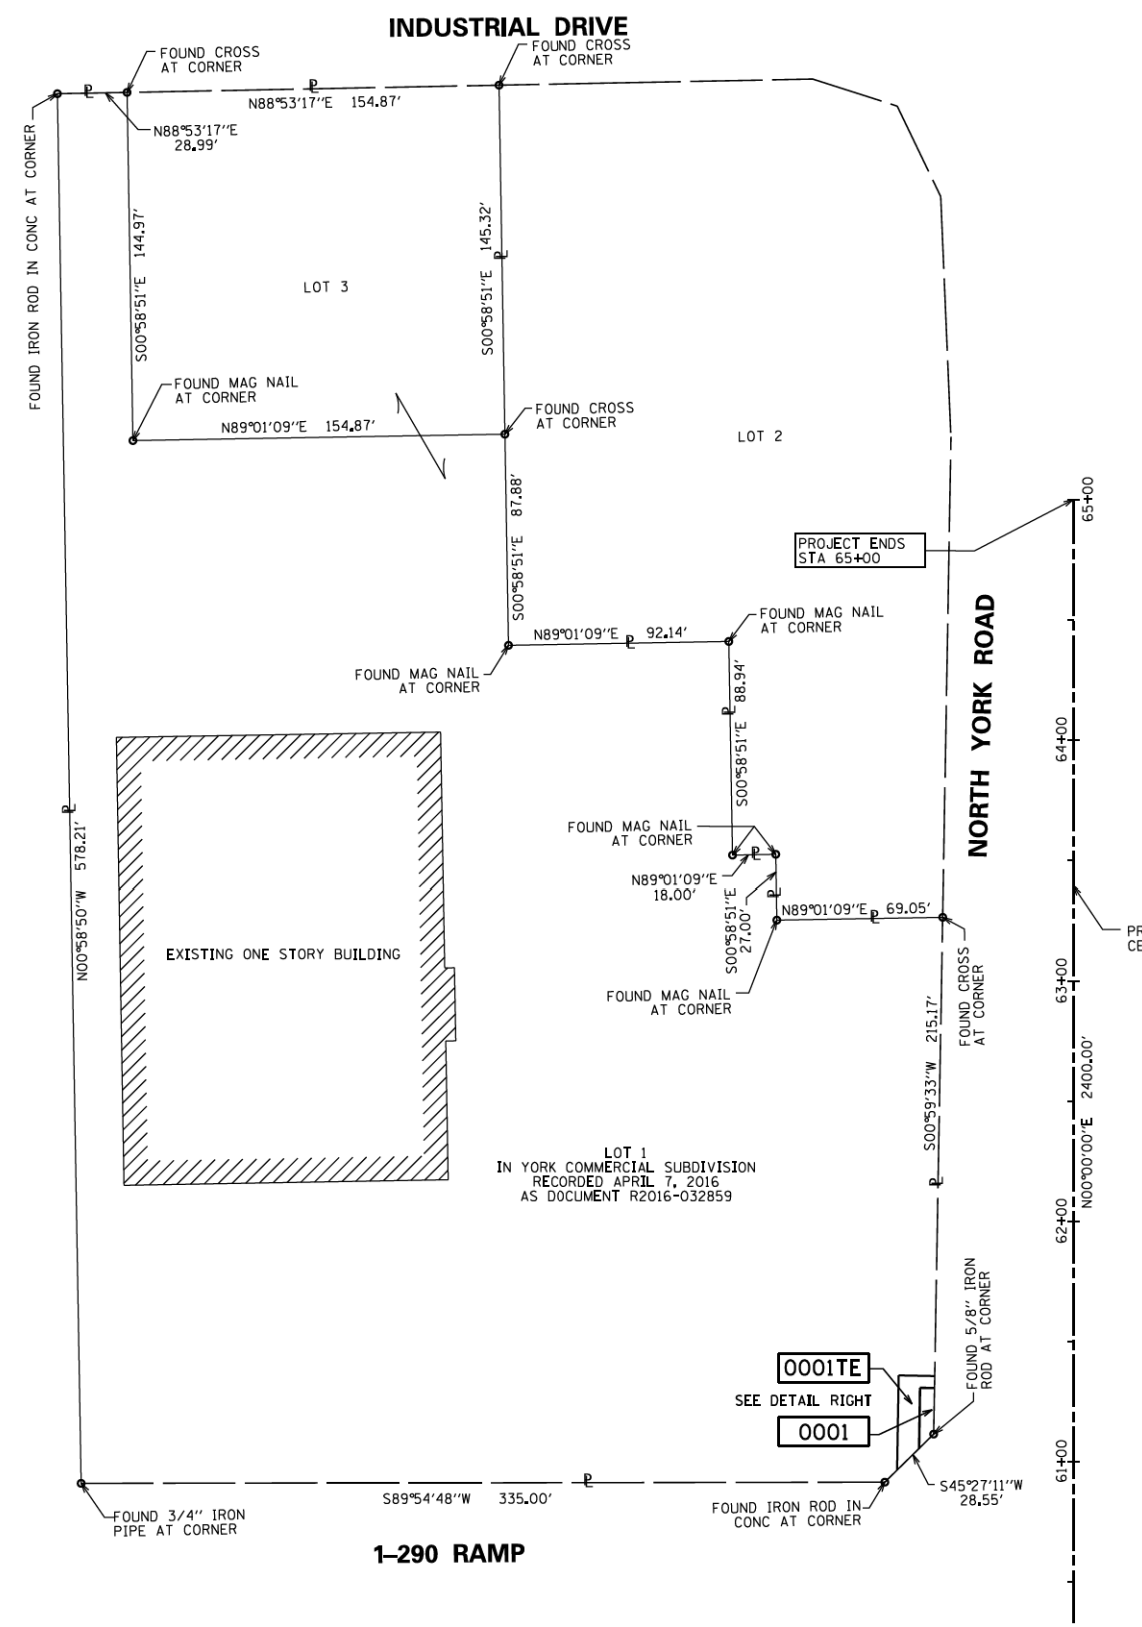 INDUSTRIAL DRIVE
FOUND CROSS
AT CORNER
FOUND CROSS
AT CORNER
N88°53'17"E 154.87'
N88°53'17"E
28.99'
FOUND IRON ROD IN CONC AT CORNER
S00°58'51"E 144.97'
S00°58'51"E 145.32'
LOT 3
FOUND MAG NAIL
AT CORNER
N89°01'09"E 154.87'
FOUND CROSS
AT CORNER
LOT 2
S00°58'51"E 87.88'
65+00
PROJECT ENDS
STA 65+00
NORTH YORK ROAD
N89°01'09"E 92.14'
FOUND MAG NAIL
AT CORNER
FOUND MAG NAIL
AT CORNER
S00°58'51"E 88.94'
64+00
N00°58'50"W 578.21'
FOUND MAG NAIL
AT CORNER
N89°01'09"E
18.00'
S00°58'51"E
27.00'
N89°01'09"E 69.05'
PR
CE
EXISTING ONE STORY BUILDING
FOUND MAG NAIL
AT CORNER
FOUND CROSS
AT CORNER
63+00
S00°59'33"W 215.17'
N00°00'00"E 2400.00'
LOT 1
IN YORK COMMERCIAL SUBDIVISION
RECORDED APRIL 7, 2016
AS DOCUMENT R2016-032859
62+00
FOUND 5/8" IRON
ROD AT CORNER
0001TE
SEE DETAIL RIGHT
0001
61+00
S45°27'11"W
28.55'
S89°54'48"W 335.00'
FOUND IRON ROD IN
CONC AT CORNER
FOUND 3/4" IRON
PIPE AT CORNER
1-290 RAMP